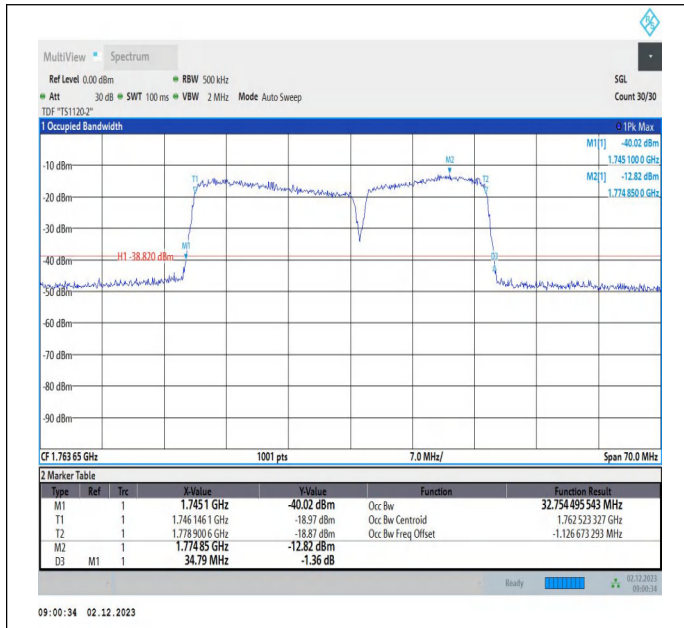 R S
MultiView Spectrum
Ref Level 0.00 dBm RBW 500 kHz SGL
Att 30 dB SWT 100 ms VBW 2 MHz Mode Auto Sweep Count 30/30
TDF "TS1120-2"
1 Occupied Bandwidth 1Pk Max
M1[1] -40.02 dBm
1.745 100 0 GHz
M2[1] -12.82 dBm
1.774 850 0 GHz
M2
T1
T2
M1
D3
H1 -38.820 dBm
-10 dBm
-20 dBm
-30 dBm
-40 dBm
-50 dBm
-60 dBm
-70 dBm
-80 dBm
-90 dBm
CF 1.763 65 GHz 1001 pts 7.0 MHz/ Span 70.0 MHz
2 Marker Table
Type Ref Trc X-Value Y-Value Function Function Result
M1 1 1.745 1 GHz -40.02 dBm Occ Bw 32.754 495 543 MHz
T1 1 1.746 146 1 GHz -18.97 dBm Occ Bw Centroid 1.762 523 327 GHz
T2 1 1.778 900 6 GHz -18.87 dBm Occ Bw Freq Offset -1.126 673 293 MHz
M2 1 1.774 85 GHz -12.82 dBm
D3 M1 1 34.79 MHz -1.36 dB
Ready 02.12.2023
09:00:34
09:00:34 02.12.2023